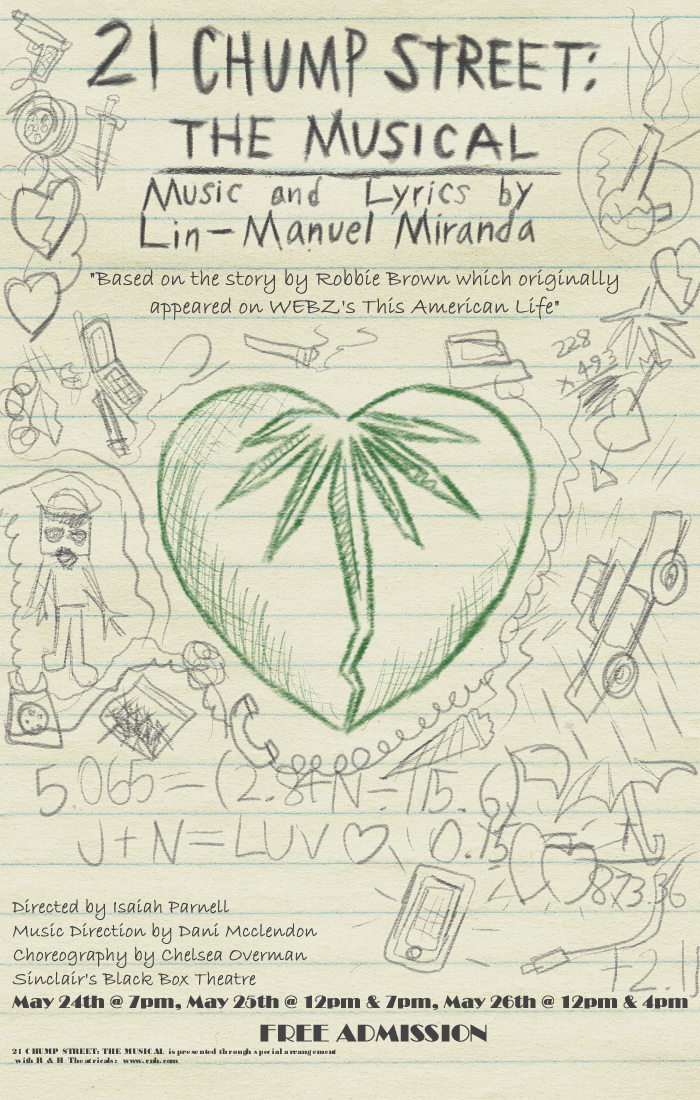 21 CHUMP STREET:
THE MUSICAL
Music and Lyrics by
Lin-Manuel Miranda
"Based on the story by Robbie Brown which originally
appeared on WEBZ's This American Life"
228
x 493
5.065=(2.8+N=115.6)
J+N=LUV 0.15
873.36
+2.11
Directed by Isaiah Parnell
Music Direction by Dani Mcclendon
Choreography by Chelsea Overman
Sinclair's Black Box Theatre
May 24th @ 7pm, May 25th @ 12pm & 7pm, May 26th @ 12pm & 4pm
FREE ADMISSION
21 CHUMP STREET: THE MUSICAL is presented through special arrangement
with R & H Theatricals: www.rnh.com